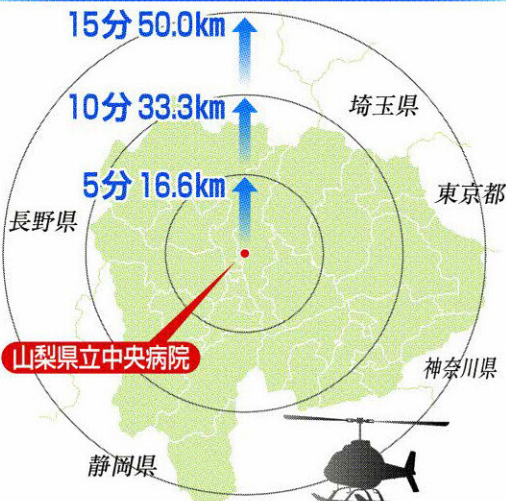 15分 50.0km
10分 33.3km
埼玉県
5分 16.6km
東京都
長野県
山梨県立中央病院
神奈川県
静岡県